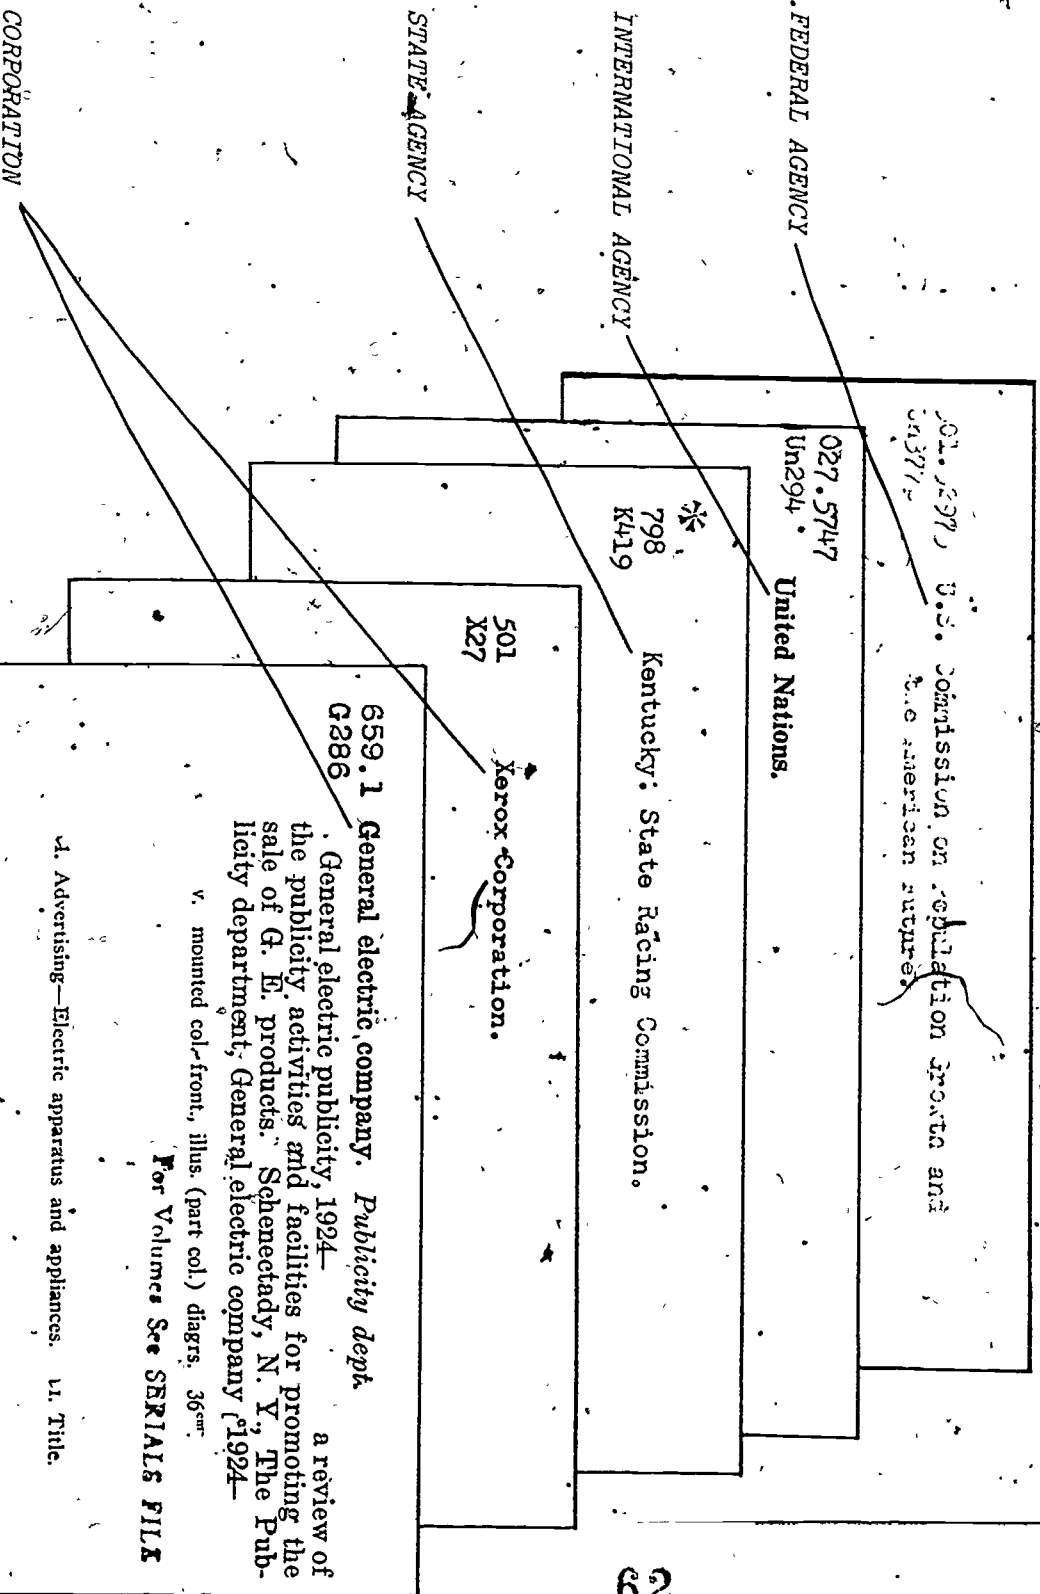 FEDERAL AGENCY
INTERNATIONAL AGENCY
STATE AGENCY
CORPORATION
U.S. Commission on Population Growth and
the American Future.
027.5747
Un294
United Nations.
*
798
K419
Kentucky. State Racing Commission.
501
X27
Xerox Corporation.
659.1 General electric company. Publicity dept.
G286
General electric publicity, 1924– a review of
the publicity activities and facilities for promoting the
sale of G. E. products. Schenectady, N. Y., The Pub-
licity department, General electric company [°1924–
v. mounted col. front., illus. (part col.) diagrs. 36ᶜᵐ.
For Volumes See SERIALS FILE
1. Advertising—Electric apparatus and appliances. I. Title.
62